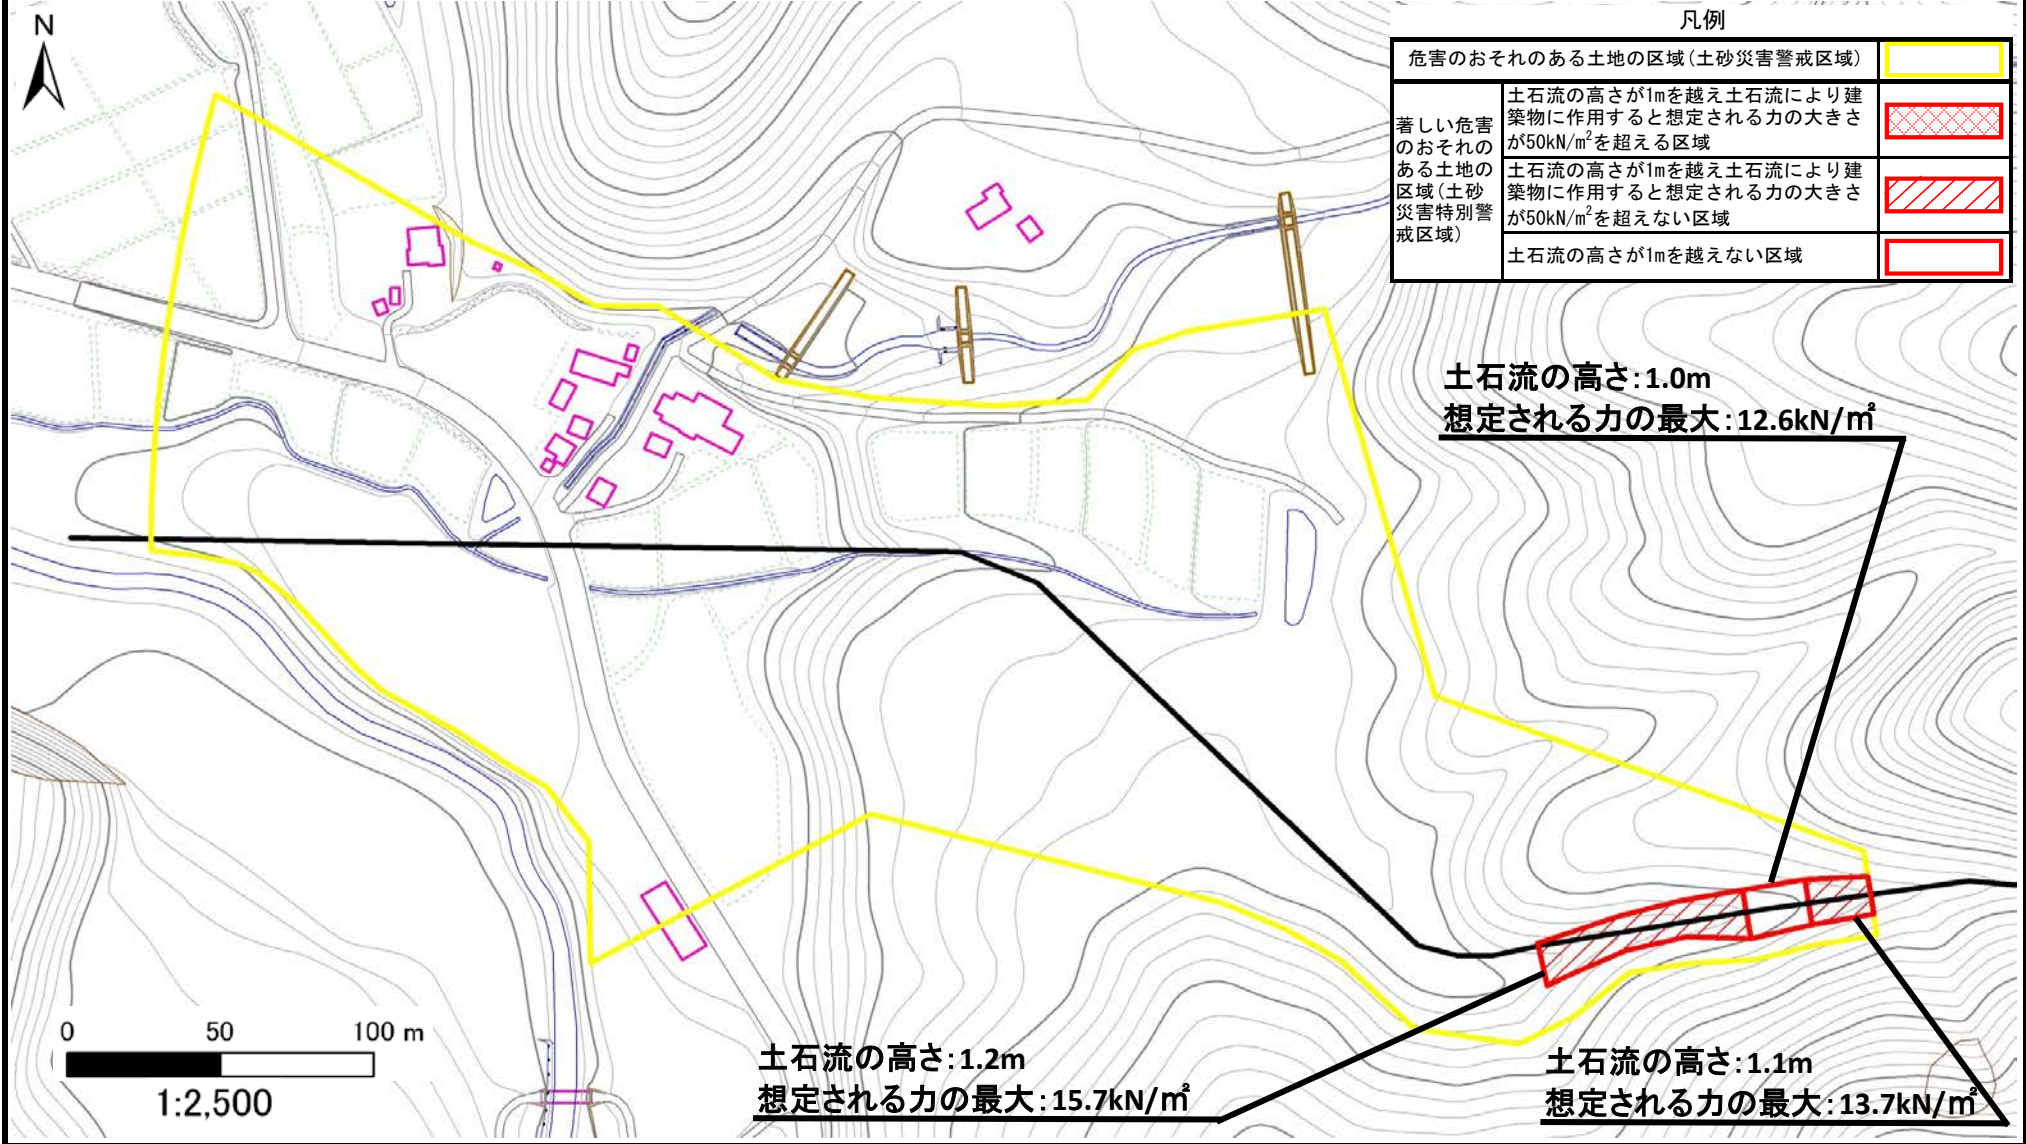 N
凡例
危害のおそれのある土地の区域(土砂災害警戒区域)
著しい危害
のおそれの
ある土地の
区域(土砂
災害特別警
戒区域)
土石流の高さが1mを越え土石流により建
築物に作用すると想定される力の大きさ
が50kN/m²を超える区域
土石流の高さが1mを越え土石流により建
築物に作用すると想定される力の大きさ
が50kN/m²を超えない区域
土石流の高さが1mを越えない区域
土石流の高さ:1.0m
想定される力の最大:12.6kN/㎡
土石流の高さ:1.2m
想定される力の最大:15.7kN/㎡
土石流の高さ:1.1m
想定される力の最大:13.7kN/㎡
0 50 100 m
1:2,500